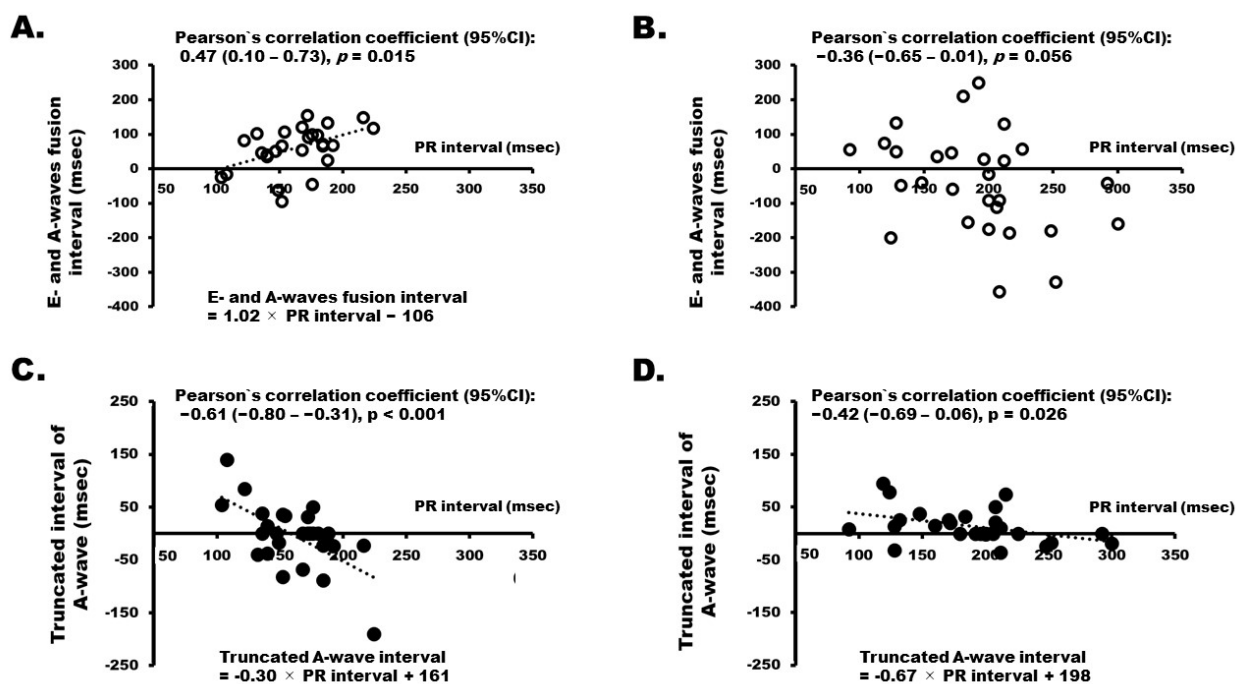 A.
Pearson`s correlation coefficient (95%CI):
0.47 (0.10 – 0.73), p = 0.015
E- and A-waves fusion
interval (msec)
300
200
100
0
-100
-200
-300
-400
PR interval (msec)
50 100 150 200 250 300 350
E- and A-waves fusion interval
= 1.02 × PR interval – 106
B.
Pearson`s correlation coefficient (95%CI):
−0.36 (−0.65 – 0.01), p = 0.056
E- and A-waves fusion
interval (msec)
300
200
100
0
-100
-200
-300
-400
PR interval (msec)
50 100 150 200 250 300 350
C.
Pearson`s correlation coefficient (95%CI):
−0.61 (−0.80 – −0.31), p < 0.001
Truncated interval of
A-wave (msec)
250
150
50
-50
-150
-250
PR interval (msec)
50 100 150 200 250 300 350
Truncated A-wave interval
= -0.30 × PR interval + 161
D.
Pearson`s correlation coefficient (95%CI):
−0.42 (−0.69 – 0.06), p = 0.026
Truncated interval of
A-wave (msec)
250
150
50
-50
-150
-250
PR interval (msec)
50 100 150 200 250 300 350
Truncated A-wave interval
= -0.67 × PR interval + 198